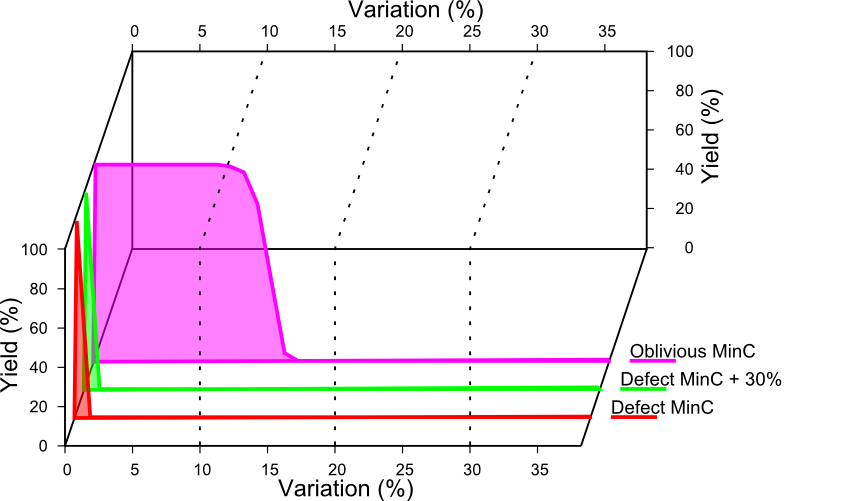 Variation (%)
0 5 10 15 20 25 30 35
100
80
60
40
20
0
Yield (%)
100
80
60
40
20
0
Yield (%)
Oblivious MinC
Defect MinC + 30%
Defect MinC
0 5 10 15 20 25 30 35
Variation (%)